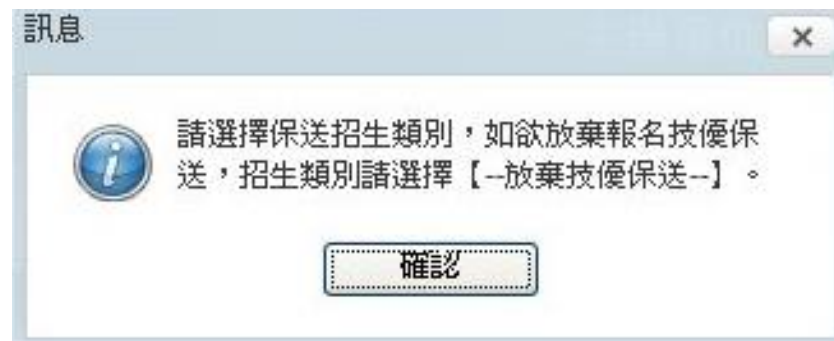 訊息
請選擇保送招生類別，如欲放棄報名技優保
送，招生類別請選擇【--放棄技優保送--】。
確認